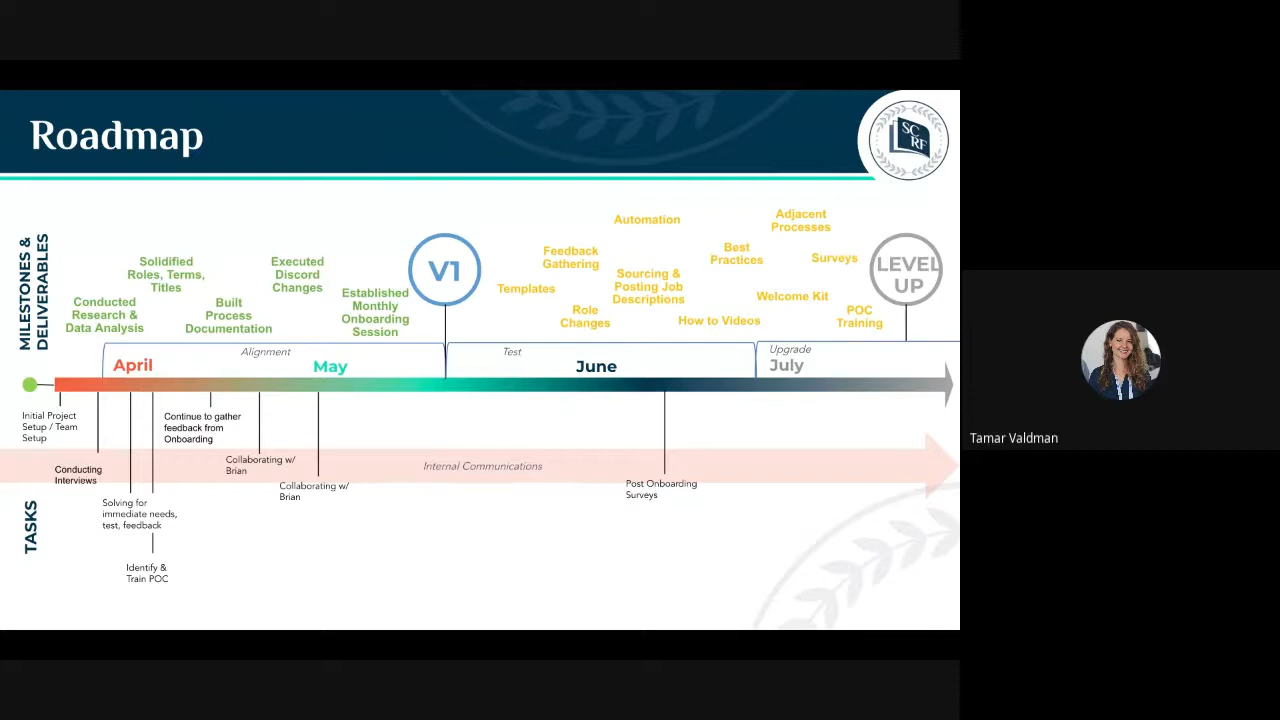 Roadmap
SC
RF
MILESTONES &
DELIVERABLES
Conducted
Research &
Data Analysis
Solidified
Roles, Terms,
Titles
Built
Process
Documentation
Executed
Discord
Changes
Established
Monthly
Onboarding
Session
V1
Templates
Feedback
Gathering
Role
Changes
Automation
Sourcing &
Posting Job
Descriptions
Best
Practices
How to Videos
Adjacent
Processes
Surveys
Welcome Kit
POC
Training
LEVEL
UP
Alignment
Test
Upgrade
April
May
June
July
Initial Project
Setup / Team
Setup
Conducting
Interviews
Solving for
immediate needs,
test, feedback
Identify &
Train POC
Continue to gather
feedback from
Onboarding
Collaborating w/
Brian
Collaborating w/
Brian
Internal Communications
Post Onboarding
Surveys
TASKS
Tamar Valdman